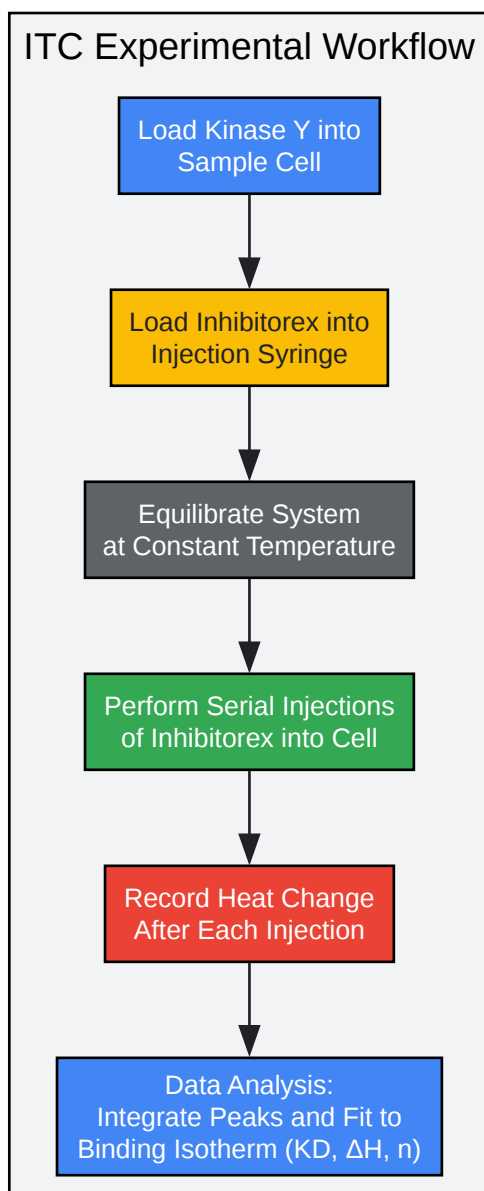 ITC Experimental Workflow
Load Kinase Y into
Sample Cell
Load Inhibitorex into
Injection Syringe
Equilibrate System
at Constant Temperature
Perform Serial Injections
of Inhibitorex into Cell
Record Heat Change
After Each Injection
Data Analysis:
Integrate Peaks and Fit to
Binding Isotherm (KD, ΔH, n)